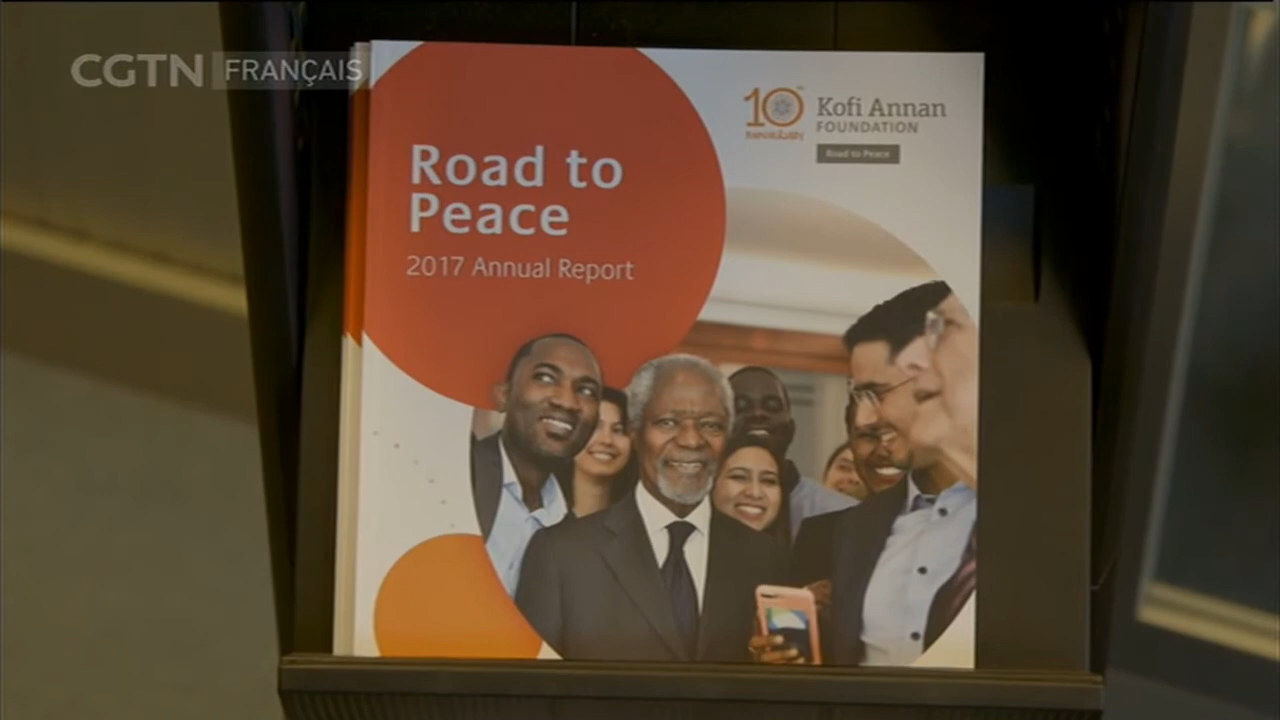 CGTN FRANÇAIS
10
Kofi Annan
FOUNDATION
Road to Peace
Road to
Peace
2017 Annual Report